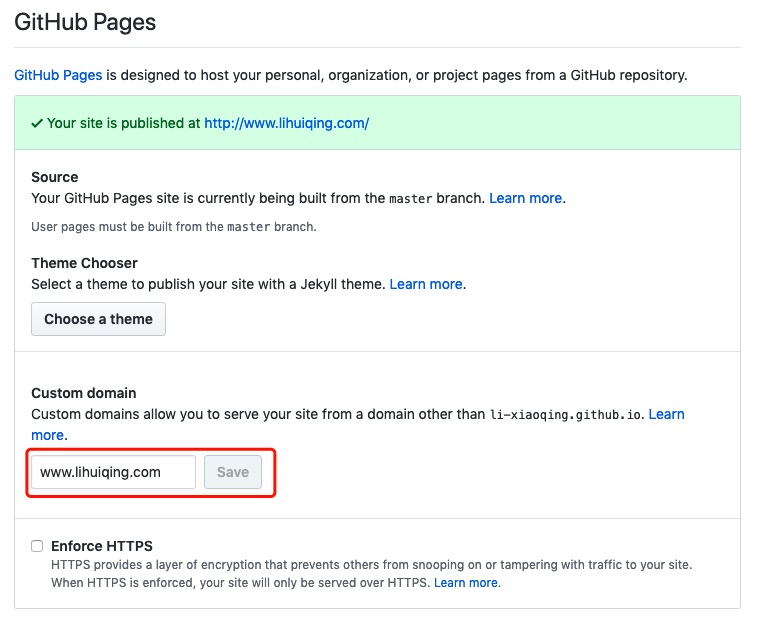 GitHub Pages
GitHub Pages is designed to host your personal, organization, or project pages from a GitHub repository.
✓ Your site is published at http://www.lihuiqing.com/
Source
Your GitHub Pages site is currently being built from the master branch. Learn more.
User pages must be built from the master branch.
Theme Chooser
Select a theme to publish your site with a Jekyll theme. Learn more.
Choose a theme
Custom domain
Custom domains allow you to serve your site from a domain other than li-xiaoqing.github.io. Learn
more.
www.lihuiqing.com Save
Enforce HTTPS
HTTPS provides a layer of encryption that prevents others from snooping on or tampering with traffic to your site.
When HTTPS is enforced, your site will only be served over HTTPS. Learn more.